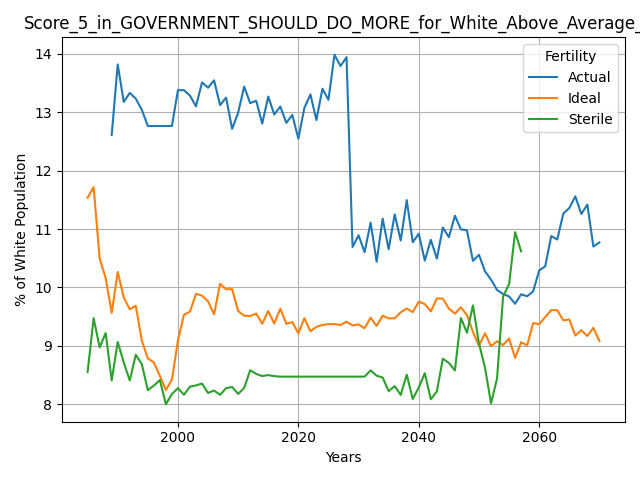 Score_5_in_GOVERNMENT_SHOULD_DO_MORE_for_White_Above_Average_
Fertility
Actual
Ideal
Sterile
% of White Population
14
13
12
11
10
9
8
2000
2020
2040
2060
Years